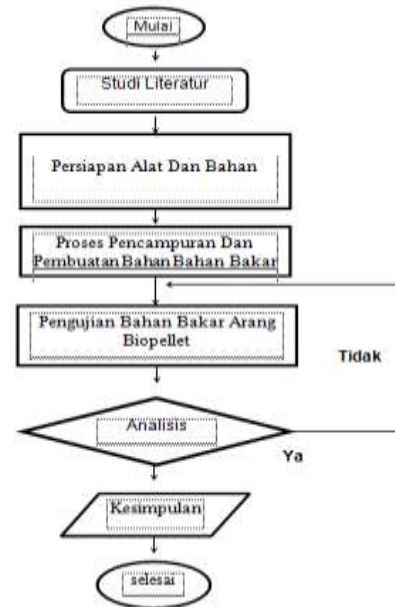 Mulai
Studi Literatur
Persiapan Alat Dan Bahan
Proses Pencampuran Dan
Pembuatan Bahan Bahan Bakar
Pengujian Bahan Bakar Arang
Biopellet
Tidak
Analisis
Ya
Kesimpulan
selesai